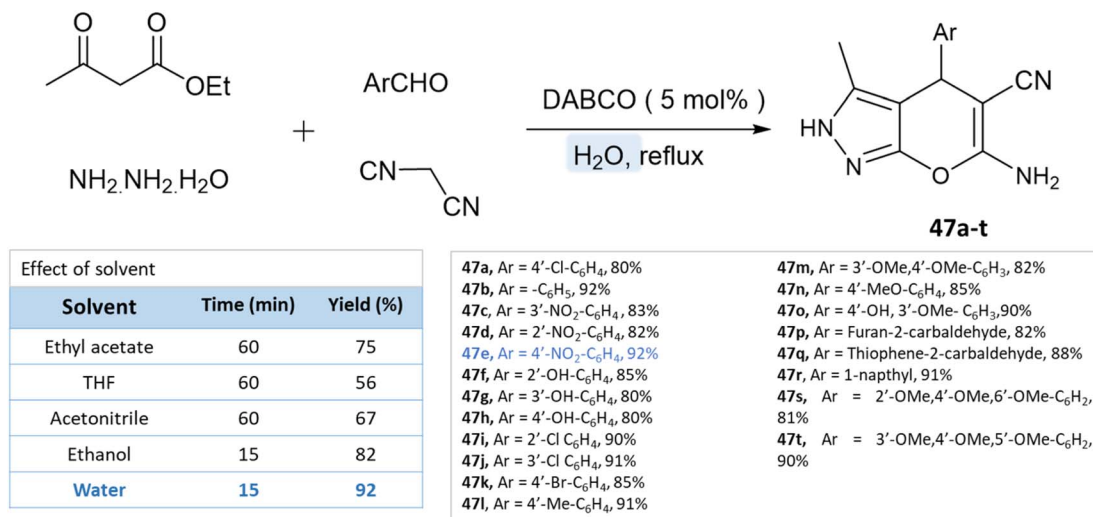 O
O
OEt
NH₂.NH₂.H₂O
+
ArCHO
CN
CN
DABCO ( 5 mol% )
H₂O, reflux
Ar
CN
HN
N
O
NH₂
47a-t
Effect of solvent
Solvent Time (min) Yield (%)
Ethyl acetate 60 75
THF 60 56
Acetonitrile 60 67
Ethanol 15 82
Water 15 92
47a, Ar = 4′-Cl-C₆H₄, 80%
47b, Ar = -C₆H₅, 92%
47c, Ar = 3′-NO₂-C₆H₄, 83%
47d, Ar = 2′-NO₂-C₆H₄, 82%
47e, Ar = 4′-NO₂-C₆H₄, 92%
47f, Ar = 2′-OH-C₆H₄, 85%
47g, Ar = 3′-OH-C₆H₄, 80%
47h, Ar = 4′-OH-C₆H₄, 80%
47i, Ar = 2′-Cl C₆H₄, 90%
47j, Ar = 3′-Cl C₆H₄, 91%
47k, Ar = 4′-Br-C₆H₄, 85%
47l, Ar = 4′-Me-C₆H₄, 91%
47m, Ar = 3′-OMe,4′-OMe-C₆H₃, 82%
47n, Ar = 4′-MeO-C₆H₄, 85%
47o, Ar = 4′-OH, 3′-OMe- C₆H₃,90%
47p, Ar = Furan-2-carbaldehyde, 82%
47q, Ar = Thiophene-2-carbaldehyde, 88%
47r, Ar = 1-napthyl, 91%
47s, Ar = 2′-OMe,4′-OMe,6′-OMe-C₆H₂,
81%
47t, Ar = 3′-OMe,4′-OMe,5′-OMe-C₆H₂,
90%